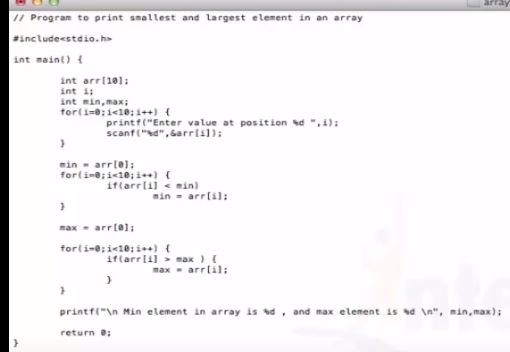 array
// Program to print smallest and largest element in an array
#include<stdio.h>
int main() {
int arr[10];
int i;
int min,max;
for(i=0;i<10;i++) {
printf("Enter value at position %d ",i);
scanf("%d",&arr[i]);
}
min = arr[0];
for(i=0;i<10;i++) {
if(arr[i] < min)
min = arr[i];
}
max = arr[0];
for(i=0;i<10;i++) {
if(arr[i] > max ) {
max = arr[i];
}
}
printf("\n Min element in array is %d , and max element is %d \n", min,max);
return 0;
}